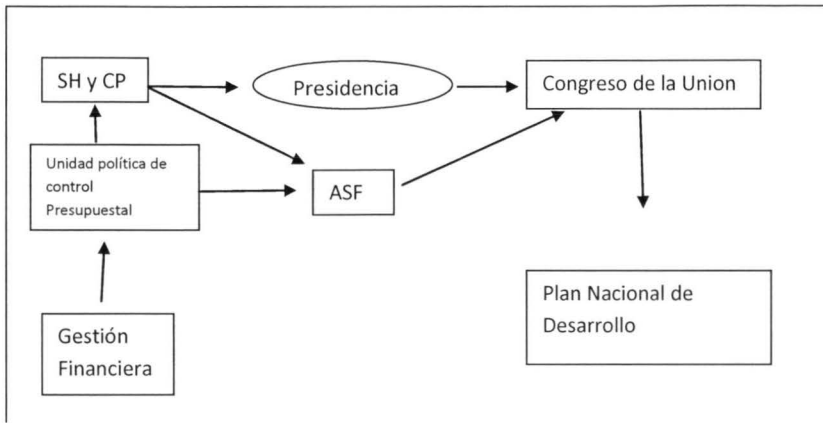 SH y CP
Presidencia
Congreso de la Union
Unidad política de
control
Presupuestal
ASF
Gestión
Financiera
Plan Nacional de
Desarrollo